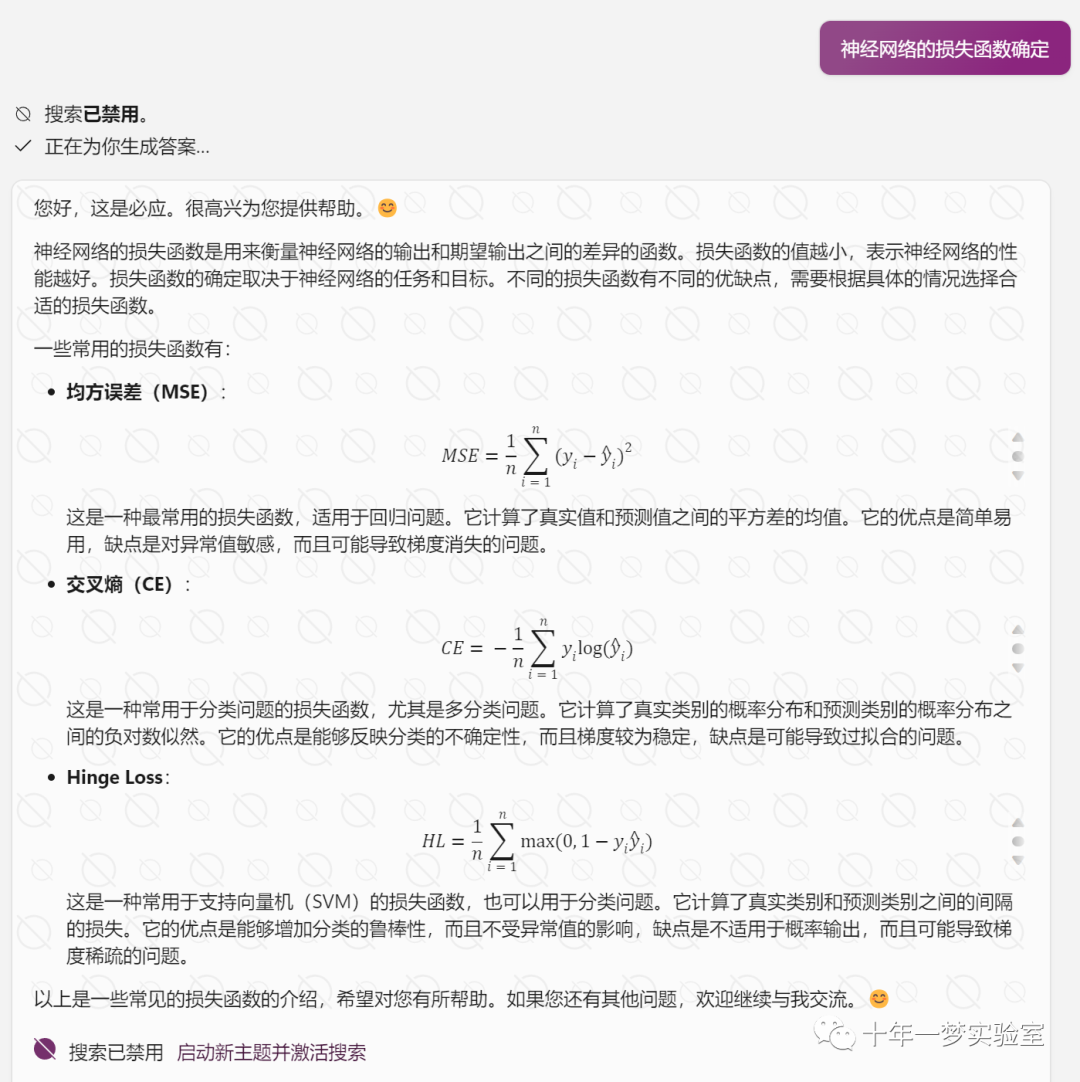 神经网络的损失函数确定
搜索已禁用。
正在为你生成答案...
您好，这是必应。很高兴为您提供帮助。😊
神经网络的损失函数是用来衡量神经网络的输出和期望输出之间的差异的函数。损失函数的值越小，表示神经网络的性
能越好。损失函数的确定取决于神经网络的任务和目标。不同的损失函数有不同的优缺点，需要根据具体的情况选择合
适的损失函数。
一些常用的损失函数有：
• 均方误差（MSE）：
MSE = \frac{1}{n} \sum_{i=1}^{n} (y_i − ŷ_i)^2
这是一种最常用的损失函数，适用于回归问题。它计算了真实值和预测值之间的平方差的均值。它的优点是简单易
用，缺点是对异常值敏感，而且可能导致梯度消失的问题。
• 交叉熵（CE）：
CE = − \frac{1}{n} \sum_{i=1}^{n} y_i log(ŷ_i)
这是一种常用于分类问题的损失函数，尤其是多分类问题。它计算了真实类别的概率分布和预测类别的概率分布之
间的负对数似然。它的优点是能够反映分类的不确定性，而且梯度较为稳定，缺点是可能导致过拟合的问题。
• Hinge Loss：
HL = \frac{1}{n} \sum_{i=1}^{n} max(0, 1 − y_i ŷ_i)
这是一种常用于支持向量机（SVM）的损失函数，也可以用于分类问题。它计算了真实类别和预测类别之间的间隔
的损失。它的优点是能够增加分类的鲁棒性，而且不受异常值的影响，缺点是不适用于概率输出，而且可能导致梯
度稀疏的问题。
以上是一些常见的损失函数的介绍，希望对您有所帮助。如果您还有其他问题，欢迎继续与我交流。😊
十年一梦实验室
搜索已禁用 启动新主题并激活搜索